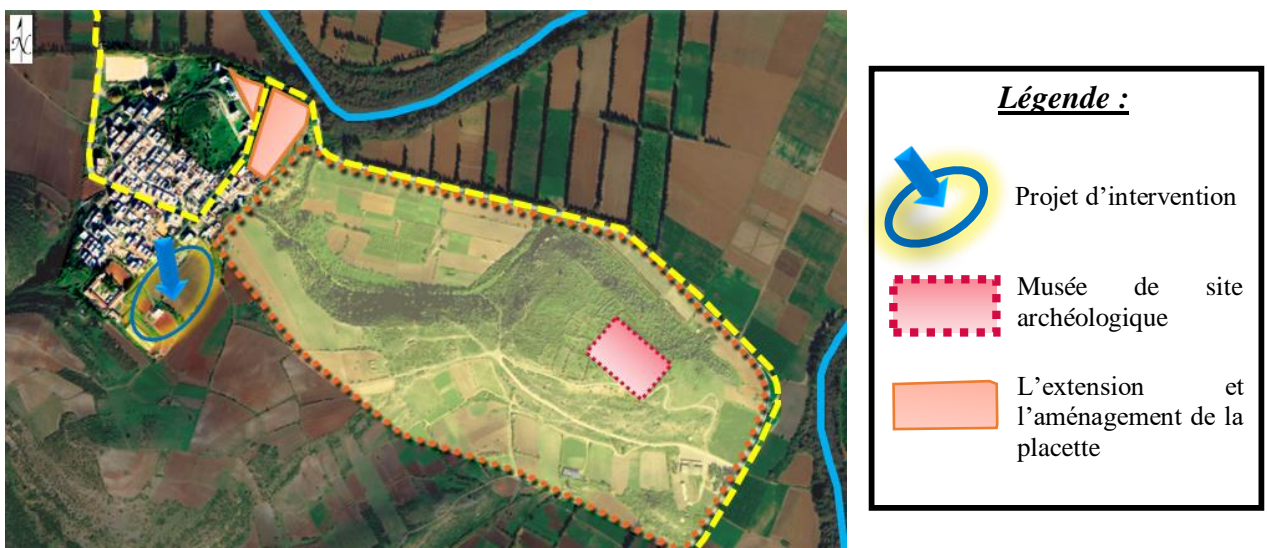 N
Légende :
Projet d'intervention
Musée de site
archéologique
L'extension et
l'aménagement de la
placette